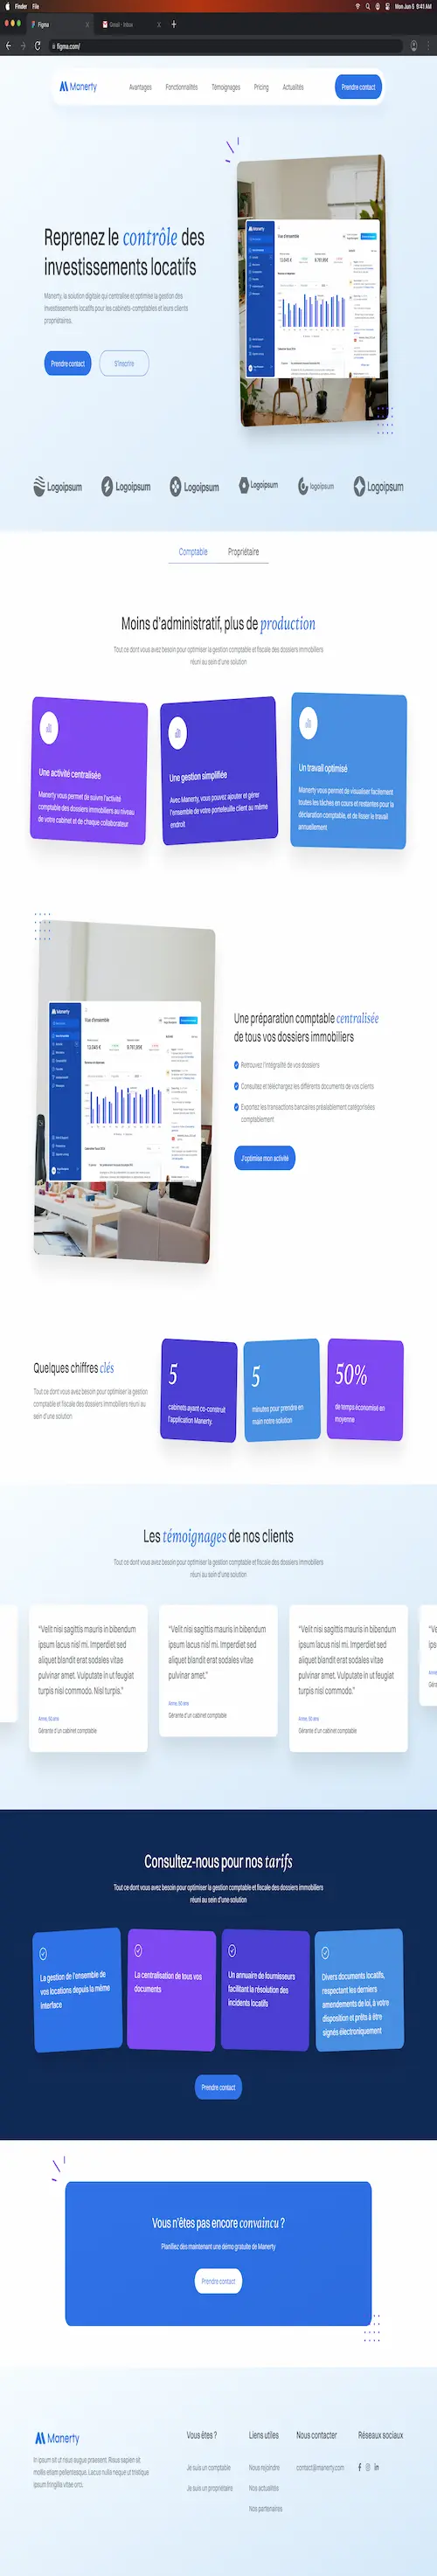 Finder File
Mon Jun 5 9:41 AM
Figma
Gmail - Inbox
figma.com/
Manerty
Avantages
Fonctionnalités
Témoignages
Pricing
Actualités
Prendre contact
Reprenez le contrôle des
investissements locatifs
Manerty, la solution digitale qui centralise et optimise la gestion des
investissements locatifs pour les cabinets-comptables et leurs clients
propriétaires.
Prendre contact
S'inscrire
Manerty
Vue d'ensemble
Logoipsum
Logoipsum
Logoipsum
Logoipsum
logoipsum
Logoipsum
Comptable
Propriétaire
Moins d'administratif, plus de production
Tout ce dont vous avez besoin pour optimiser la gestion comptable et fiscale des dossiers immobiliers
réuni au sein d'une solution
Une activité centralisée
Manerty vous permet de suivre l'activité
comptable des dossiers immobiliers au niveau
de votre cabinet et de chaque collaborateur
Une gestion simplifiée
Avec Manerty, vous pouvez ajouter et gérer
l'ensemble de votre portefeuille client au même
endroit
Un travail optimisé
Manerty vous permet de visualiser facilement
toutes les tâches en cours et restantes pour la
déclaration comptable, et de lisser le travail
annuellement
Manerty
Vue d'ensemble
Une préparation comptable centralisée
de tous vos dossiers immobiliers
Retrouvez l'intégralité de vos dossiers
Consultez et téléchargez les différents documents de vos clients
Exportez les transactions bancaires préalablement catégorisées
comptablement
J'optimise mon activité
Quelques chiffres clés
Tout ce dont vous avez besoin pour optimiser la gestion
comptable et fiscale des dossiers immobiliers réuni au
sein d'une solution
5
cabinets ayant co-construit
l'application Manerty.
5
minutes pour prendre en
main notre solution
50%
de temps économisé en
moyenne
Les témoignages de nos clients
Tout ce dont vous avez besoin pour optimiser la gestion comptable et fiscale des dossiers immobiliers
réuni au sein d'une solution
"Velit nisi sagittis mauris in bibendum
ipsum lacus nisl mi. Imperdiet sed
aliquet blandit erat sodales vitae
pulvinar amet. Vulputate in ut feugiat
turpis nisi commodo. Nisl turpis."
Anne, 50 ans
Gérante d'un cabinet comptable
"Velit nisi sagittis mauris in bibendum
ipsum lacus nisl mi. Imperdiet sed
aliquet blandit erat sodales vitae
pulvinar amet."
Anne, 50 ans
Gérante d'un cabinet comptable
"Velit nisi sagittis mauris in bibendum
ipsum lacus nisl mi. Imperdiet sed
aliquet blandit erat sodales vitae
pulvinar amet. Vulputate in ut feugiat
turpis nisl commodo."
Anne, 50 ans
Gérante d'un cabinet comptable
Consultez-nous pour nos tarifs
Tout ce dont vous avez besoin pour optimiser la gestion comptable et fiscale des dossiers immobiliers
réuni au sein d'une solution
La gestion de l'ensemble de
vos locations depuis la même
interface
La centralisation de tous vos
documents
Un annuaire de fournisseurs
facilitant la résolution des
incidents locatifs
Divers documents locatifs,
respectant les derniers
amendements de loi, à votre
disposition et prêts à être
signés électroniquement
Prendre contact
Vous n'êtes pas encore convaincu ?
Planifiez dès maintenant une démo gratuite de Manerty
Prendre contact
Manerty
In ipsum sit ut risus augue praesent. Risus sapien sit
mollis etiam pellentesque. Lacus nulla neque ut tristique
ipsum fringilla vitae orci.
Vous êtes ?
Je suis un comptable
Je suis un propriétaire
Liens utiles
Nous rejoindre
Nos actualités
Nos partenaires
Nous contacter
contact@manerty.com
Réseaux sociaux